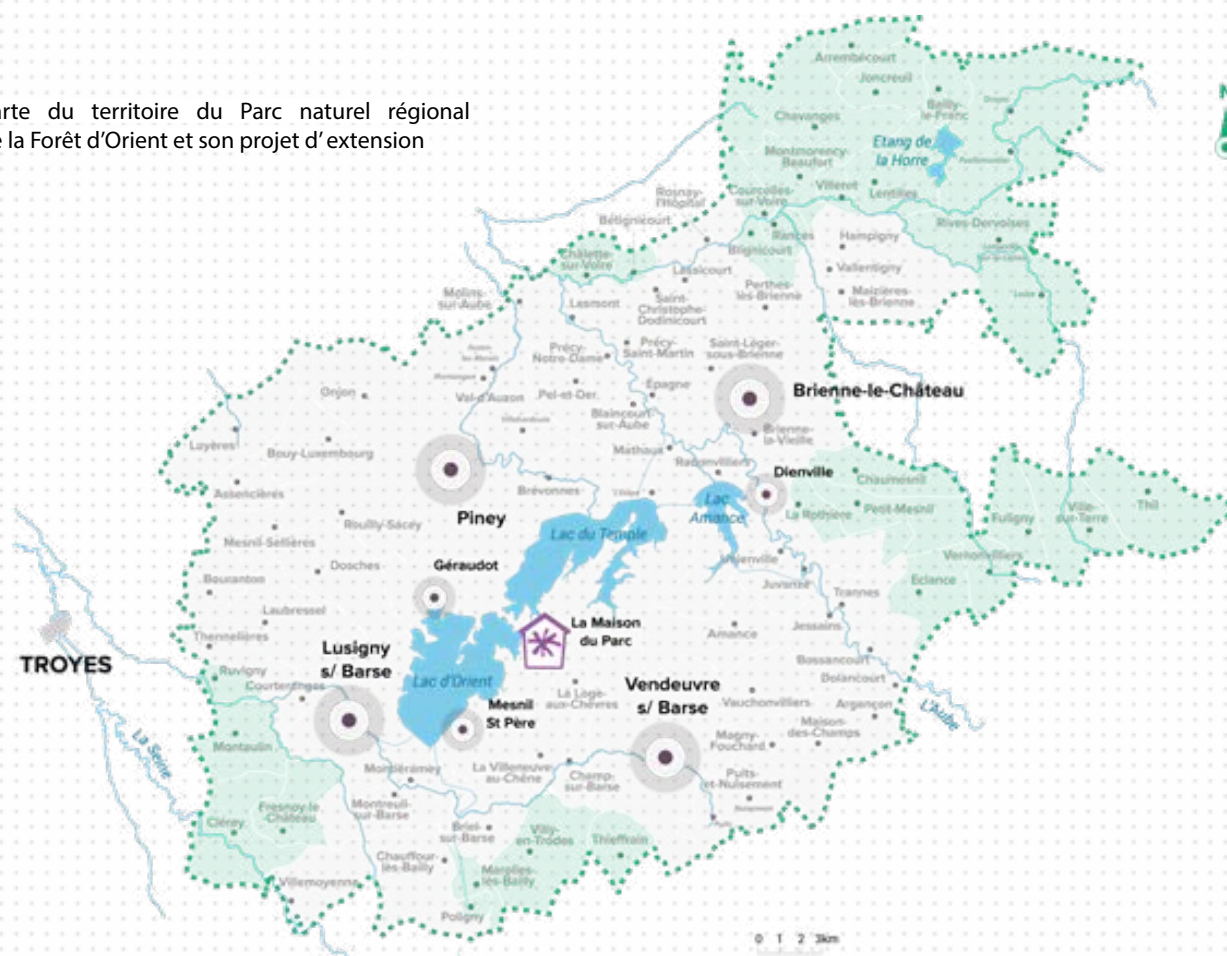 arte du territoire du Parc naturel régional
e la Forêt d'Orient et son projet d'extension
N
Arrembécourt
Joncreuil
Bailly-
le-Franc
Chavanges
Etang de
la Horre
Montmorency-
Beaufort
Villeret
Lentilles
Rosnay-
l'Hôpital
Courcelles-
sur-Voire
Bétignicourt
Rances
Hampigny
Rives-Dervoises
Blignicourt
Chalette-
sur-Voire
Lassicourt
Vallentigny
Molins-
sur-Aube
Lesmont
Saint-
Christophe-
Dodinicourt
Perthes-
lès-Brienne
Maizières-
lès-Brienne
Précy-
Notre-Dame
Précy-
Saint-Martin
Saint-Léger-
sous-Brienne
Onjon
Val-d'Auzon
Pel-et-Der
Epagne
Brienne-le-Château
Blaincourt-
sur-Aube
Brienne-
la-Vieille
Luyères
Bouy-Luxembourg
Mathaux
Radonvilliers
Dienville
Chaumesnil
Assencières
Piney
Brévonnes
Lac
Amance
La Rothière
Petit-Mesnil
Fuligny
Ville-
sur-Terre
Thil
Rouilly-Sacey
Lac du Temple
Mesnil-Sellières
Dosches
Géraudot
Unienville
Vernonvilliers
Bouranton
Juvanzé
Eclance
Laubressel
Trannes
TROYES
Thennelières
Lusigny
s/ Barse
La Maison
du Parc
Amance
Jessains
Ruvigny
Courteranges
Lac d'Orient
Bossancourt
Dolancourt
Mesnil
St Père
La Loge-
aux-Chèvres
Vendeuvre
s/ Barse
Vauchonvilliers
Argançon
L'Aube
La Seine
Montaulin
Maison-
des-Champs
Magny-
Fouchard
Montiéramey
La Villeneuve-
au-Chêne
Champ-
sur-Barse
Puits-
et-Nuisement
Montreuil-
sur-Barse
Clérey
Fresnoy-le-
Château
Briel-
sur-Barse
Villy-
en-Trodes
Thieffrain
Chauffour-
lès-Bailly
Marolles-
lès-Bailly
Villemoyenne
Poligny
0 1 2 3km